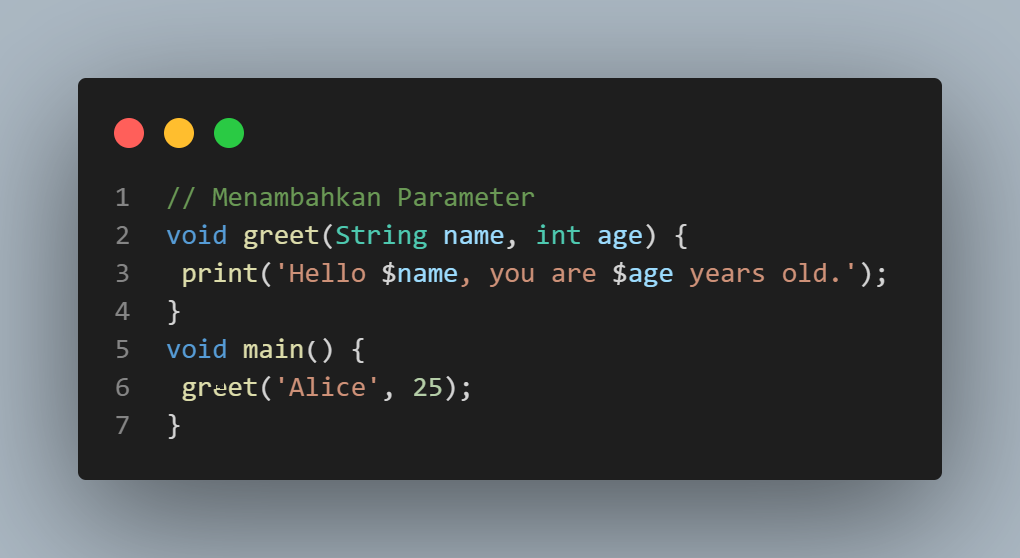 1 // Menambahkan Parameter
2 void greet(String name, int age) {
3 print('Hello $name, you are $age years old.');
4 }
5 void main() {
6 greet('Alice', 25);
7 }